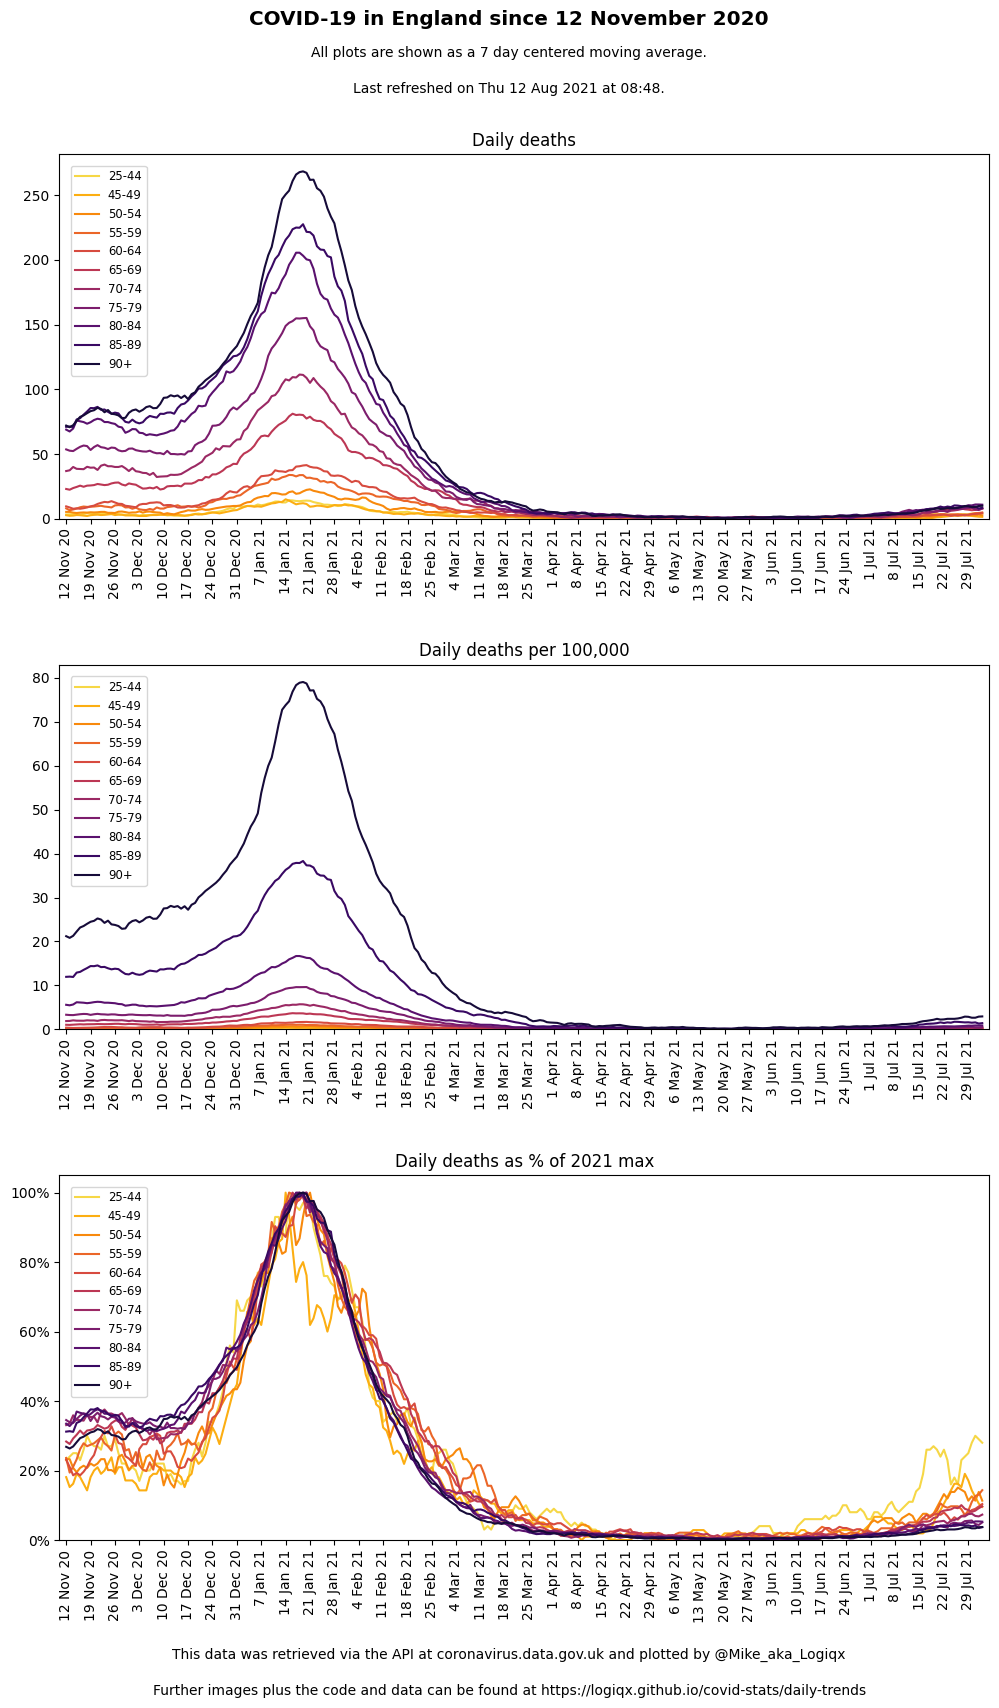 COVID-19 in England since 12 November 2020
All plots are shown as a 7 day centered moving average.
Last refreshed on Thu 12 Aug 2021 at 08:48.
Daily deaths
250
200
150
100
50
0
25-44
45-49
50-54
55-59
60-64
65-69
70-74
75-79
80-84
85-89
90+
12 Nov 20
19 Nov 20
26 Nov 20
3 Dec 20
10 Dec 20
17 Dec 20
24 Dec 20
31 Dec 20
7 Jan 21
14 Jan 21
21 Jan 21
28 Jan 21
4 Feb 21
11 Feb 21
18 Feb 21
25 Feb 21
4 Mar 21
11 Mar 21
18 Mar 21
25 Mar 21
1 Apr 21
8 Apr 21
15 Apr 21
22 Apr 21
29 Apr 21
6 May 21
13 May 21
20 May 21
27 May 21
3 Jun 21
10 Jun 21
17 Jun 21
24 Jun 21
1 Jul 21
8 Jul 21
15 Jul 21
22 Jul 21
29 Jul 21
Daily deaths per 100,000
80
70
60
50
40
30
20
10
0
25-44
45-49
50-54
55-59
60-64
65-69
70-74
75-79
80-84
85-89
90+
12 Nov 20
19 Nov 20
26 Nov 20
3 Dec 20
10 Dec 20
17 Dec 20
24 Dec 20
31 Dec 20
7 Jan 21
14 Jan 21
21 Jan 21
28 Jan 21
4 Feb 21
11 Feb 21
18 Feb 21
25 Feb 21
4 Mar 21
11 Mar 21
18 Mar 21
25 Mar 21
1 Apr 21
8 Apr 21
15 Apr 21
22 Apr 21
29 Apr 21
6 May 21
13 May 21
20 May 21
27 May 21
3 Jun 21
10 Jun 21
17 Jun 21
24 Jun 21
1 Jul 21
8 Jul 21
15 Jul 21
22 Jul 21
29 Jul 21
Daily deaths as % of 2021 max
100%
80%
60%
40%
20%
0%
25-44
45-49
50-54
55-59
60-64
65-69
70-74
75-79
80-84
85-89
90+
12 Nov 20
19 Nov 20
26 Nov 20
3 Dec 20
10 Dec 20
17 Dec 20
24 Dec 20
31 Dec 20
7 Jan 21
14 Jan 21
21 Jan 21
28 Jan 21
4 Feb 21
11 Feb 21
18 Feb 21
25 Feb 21
4 Mar 21
11 Mar 21
18 Mar 21
25 Mar 21
1 Apr 21
8 Apr 21
15 Apr 21
22 Apr 21
29 Apr 21
6 May 21
13 May 21
20 May 21
27 May 21
3 Jun 21
10 Jun 21
17 Jun 21
24 Jun 21
1 Jul 21
8 Jul 21
15 Jul 21
22 Jul 21
29 Jul 21
This data was retrieved via the API at coronavirus.data.gov.uk and plotted by @Mike_aka_Logiqx
Further images plus the code and data can be found at https://logiqx.github.io/covid-stats/daily-trends